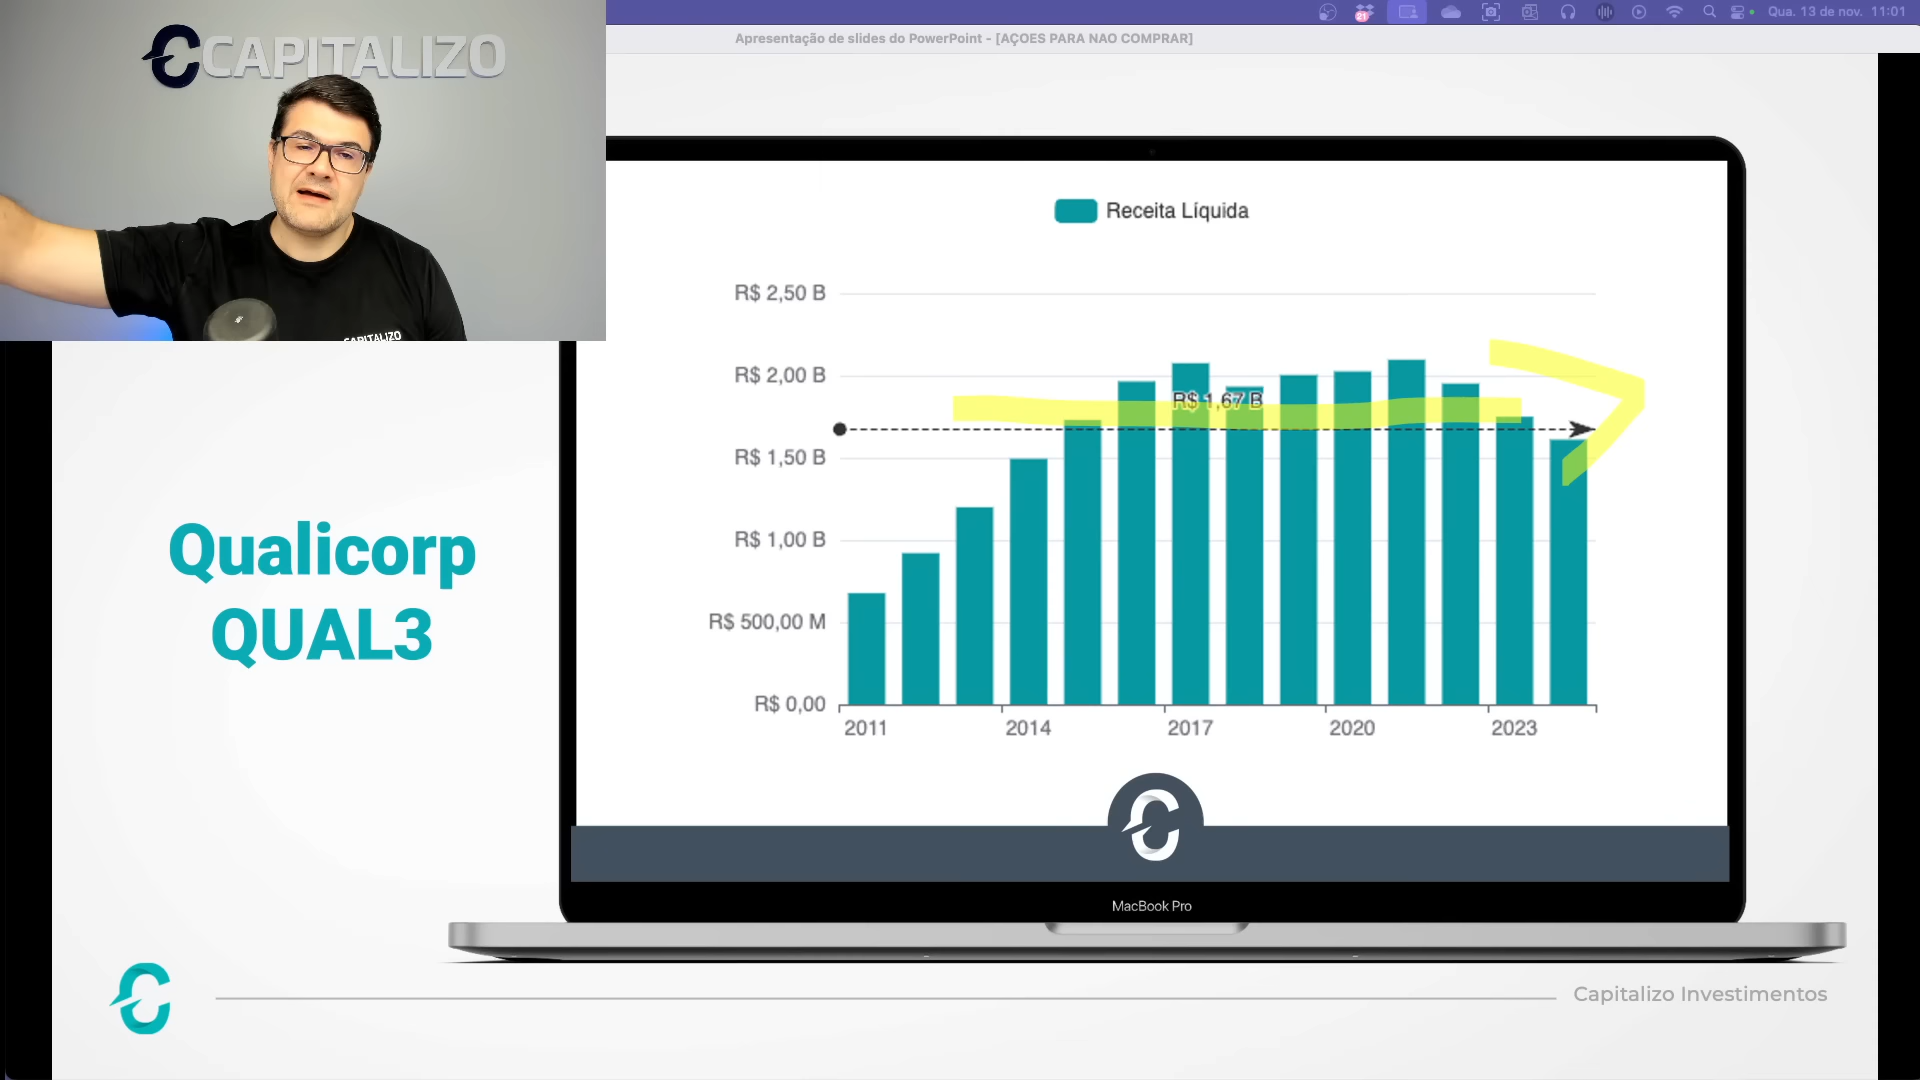 Qua. 13 de nov. 11:01
21
Apresentação de slides do PowerPoint - [AÇOES PARA NAO COMPRAR]
CAPITALIZO
CAPITALIZO
Receita Líquida
R$ 2,50 B
R$ 2,00 B
R$ 1,67 B
R$ 1,50 B
R$ 1,00 B
R$ 500,00 M
R$ 0,00
2011 2014 2017 2020 2023
Qualicorp
QUAL3
MacBook Pro
Capitalizo Investimentos